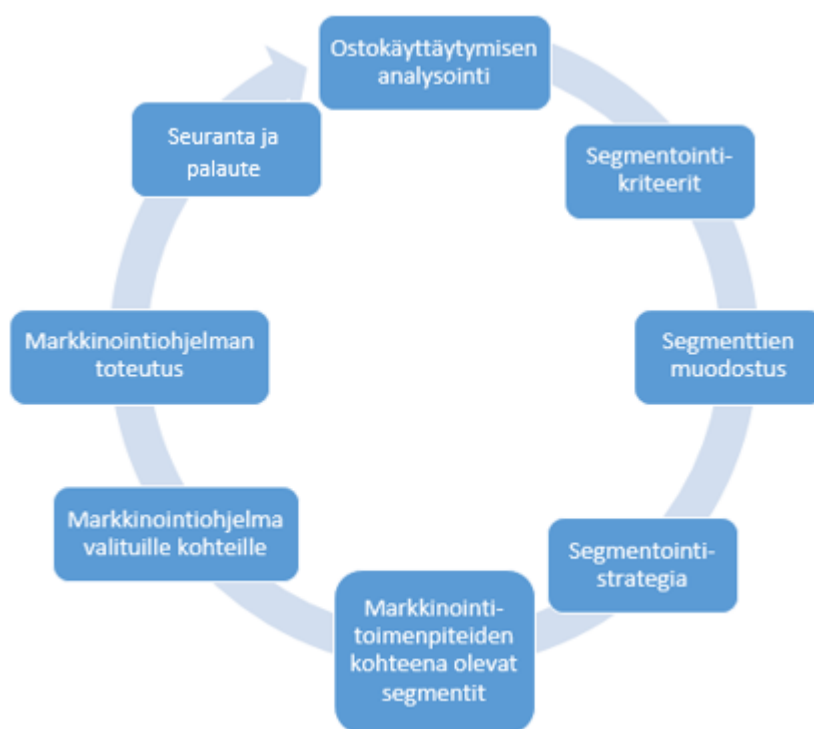 Ostokäyttäytymisen
analysointi
Segmentointi-
kriteerit
Segmenttien
muodostus
Segmentointi-
strategia
Markkinointi-
toimenpiteiden
kohteena olevat
segmentit
Markkinointiohjelma
valituille kohteille
Markkinointiohjelman
toteutus
Seuranta ja
palaute